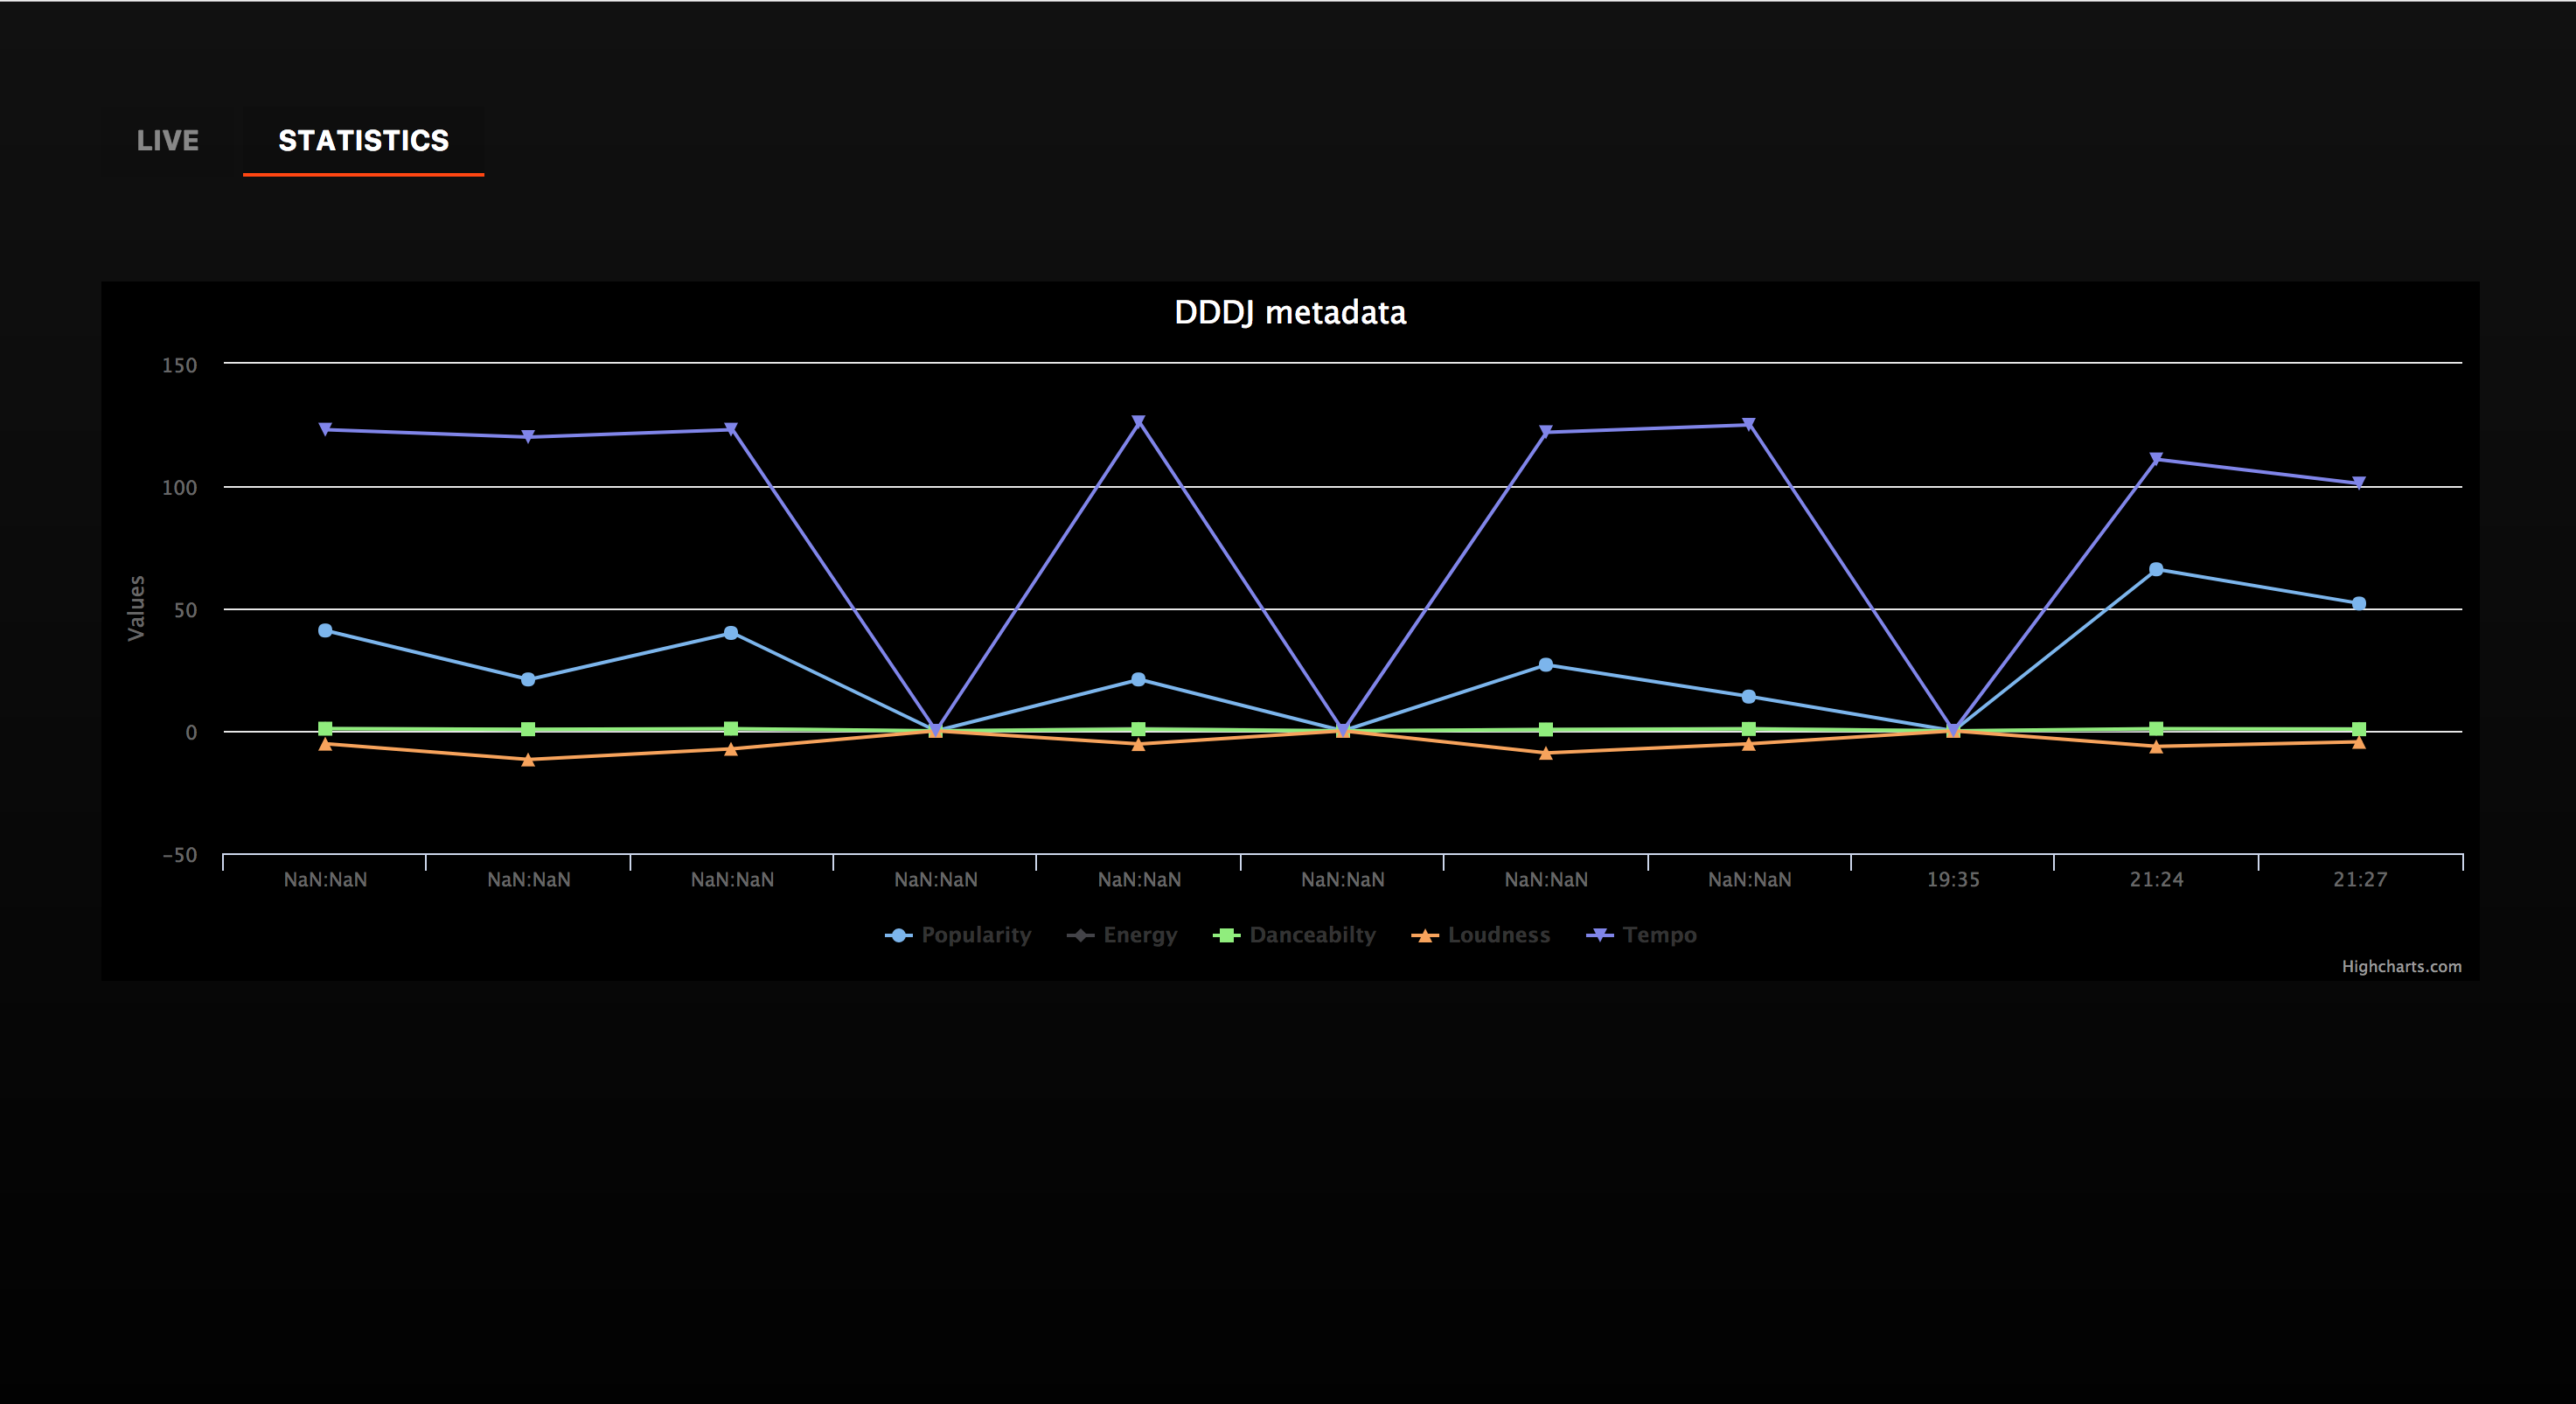 LIVE STATISTICS
DDDJ metadata
150
100
50
0
-50
Values
NaN:NaN NaN:NaN NaN:NaN NaN:NaN NaN:NaN NaN:NaN NaN:NaN NaN:NaN 19:35 21:24 21:27
Popularity Energy Danceabilty Loudness Tempo
Highcharts.com